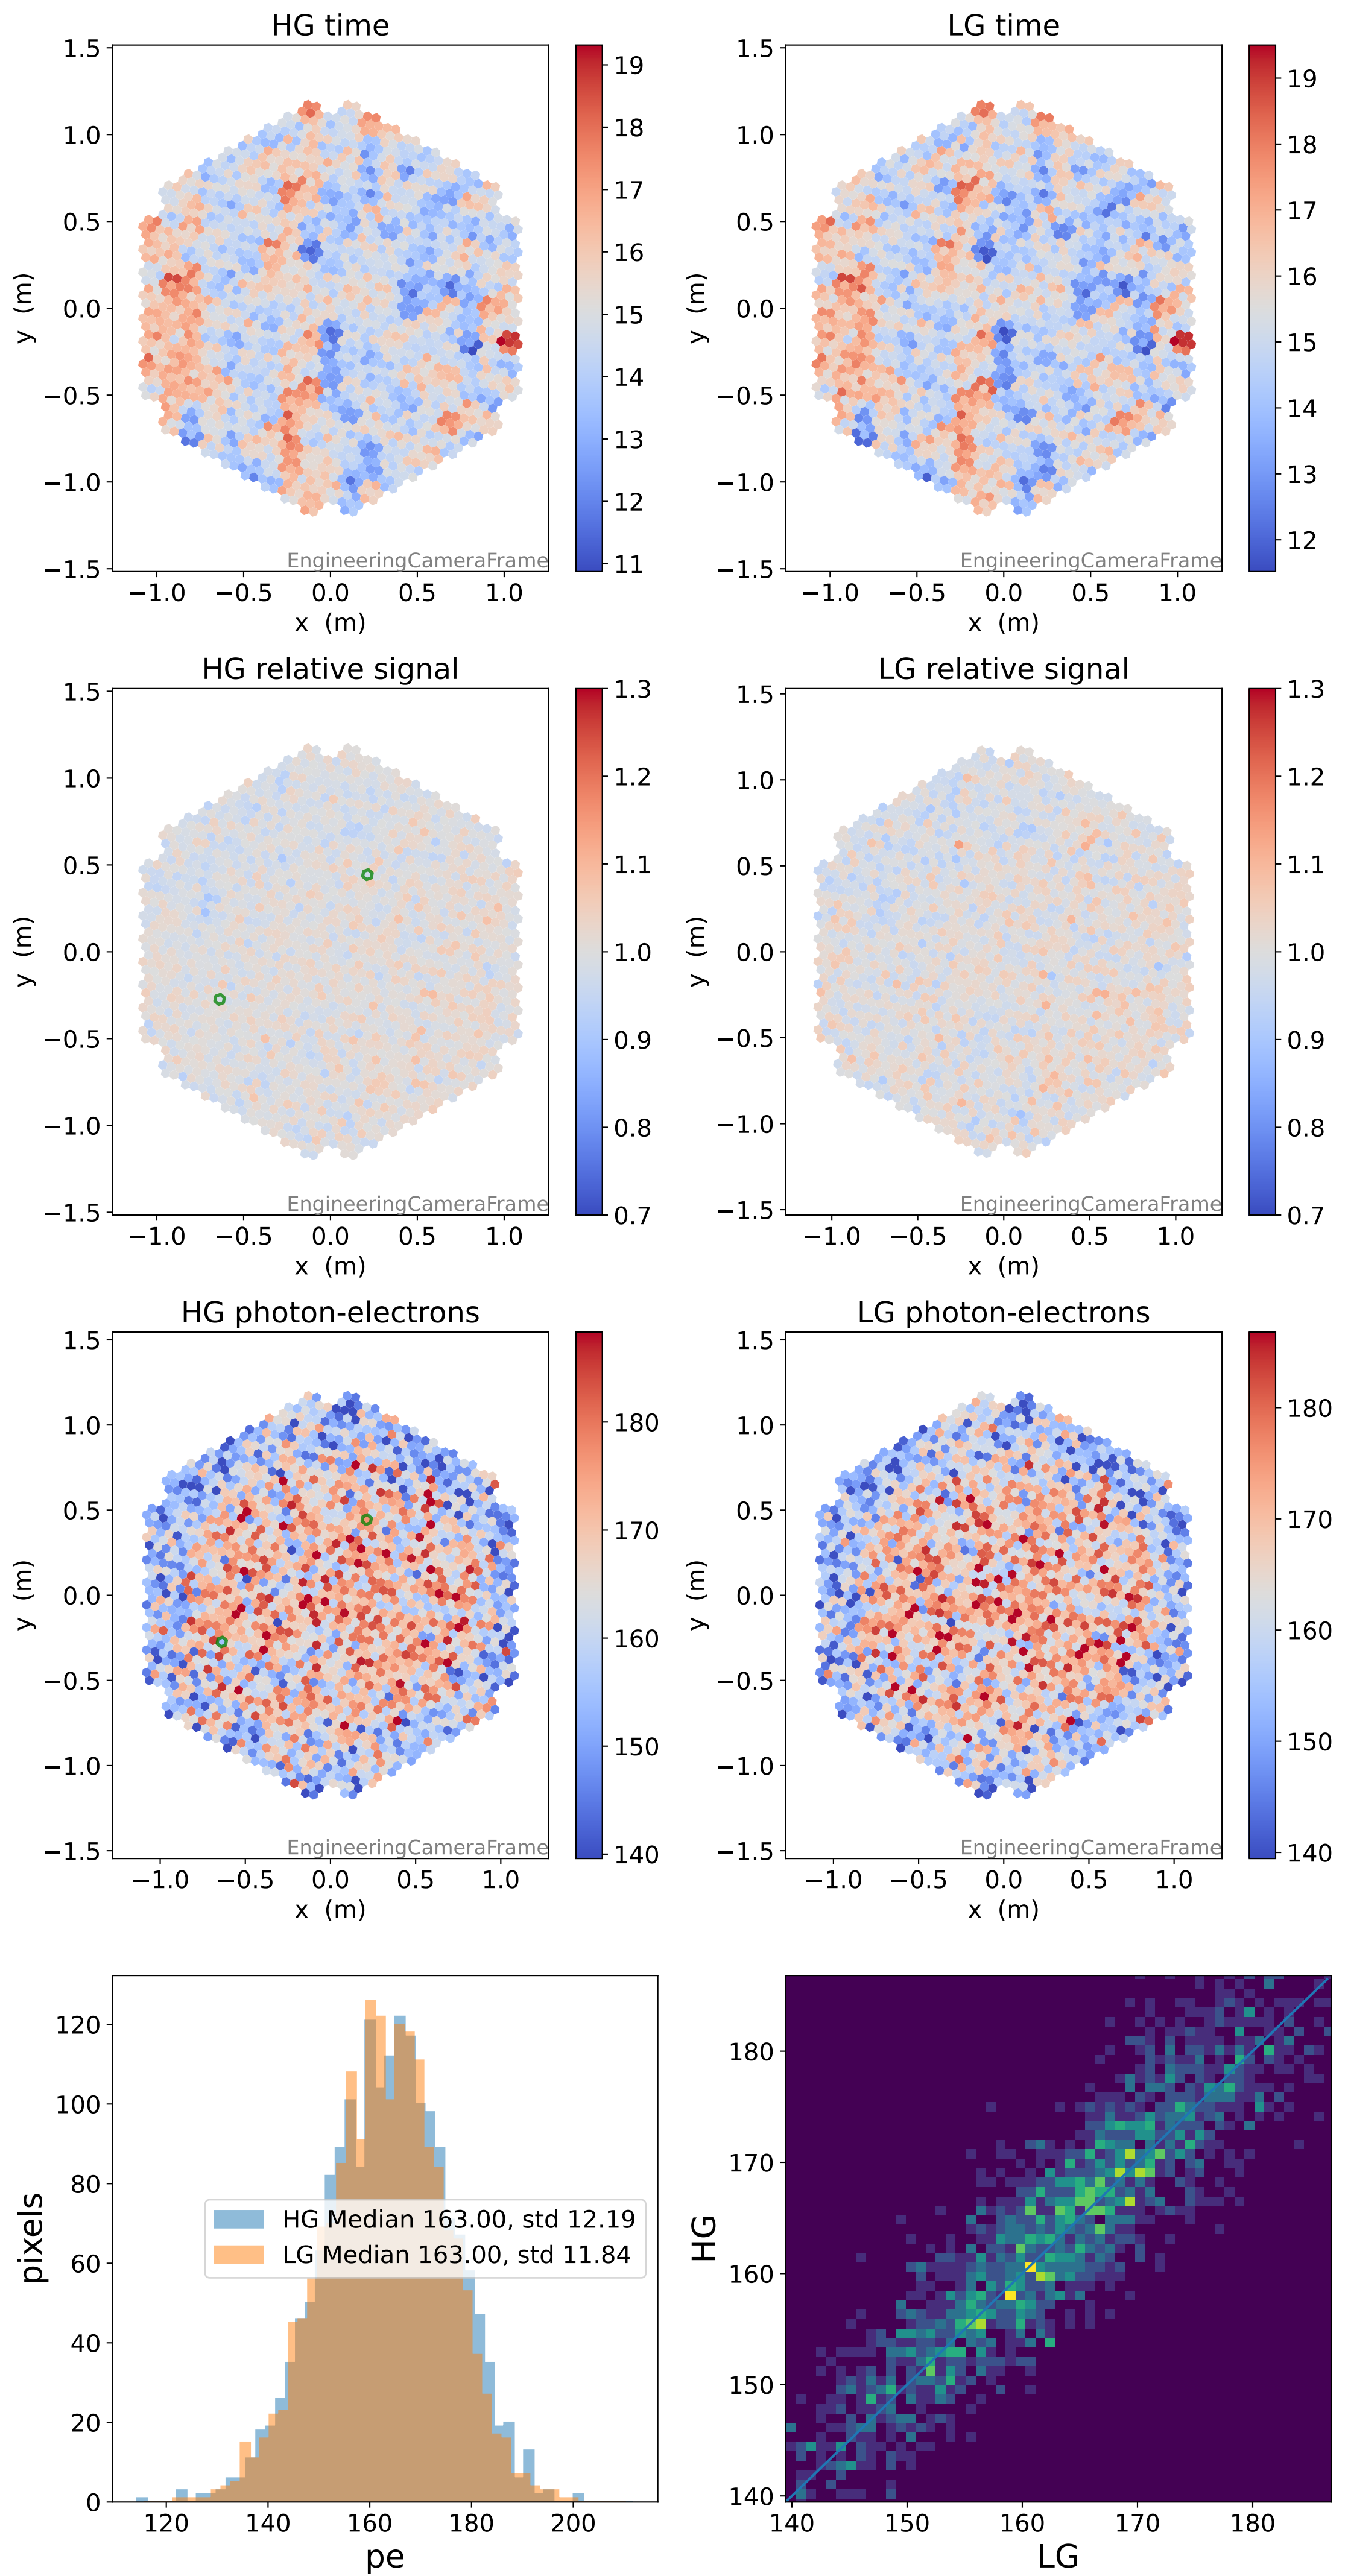 HG time
1.5
1.0
0.5
0.0
−0.5
−1.0
−1.5
y (m)
EngineeringCameraFrame
−1.0 −0.5 0.0 0.5 1.0
x (m)
19
18
17
16
15
14
13
12
11
LG time
1.5
1.0
0.5
0.0
−0.5
−1.0
−1.5
y (m)
EngineeringCameraFrame
−1.0 −0.5 0.0 0.5 1.0
x (m)
19
18
17
16
15
14
13
12
HG relative signal
1.5
1.0
0.5
0.0
−0.5
−1.0
−1.5
y (m)
EngineeringCameraFrame
−1.0 −0.5 0.0 0.5 1.0
x (m)
1.3
1.2
1.1
1.0
0.9
0.8
0.7
LG relative signal
1.5
1.0
0.5
0.0
−0.5
−1.0
−1.5
y (m)
EngineeringCameraFrame
−1.0 −0.5 0.0 0.5 1.0
x (m)
1.3
1.2
1.1
1.0
0.9
0.8
0.7
HG photon-electrons
1.5
1.0
0.5
0.0
−0.5
−1.0
−1.5
y (m)
EngineeringCameraFrame
−1.0 −0.5 0.0 0.5 1.0
x (m)
180
170
160
150
140
LG photon-electrons
1.5
1.0
0.5
0.0
−0.5
−1.0
−1.5
y (m)
EngineeringCameraFrame
−1.0 −0.5 0.0 0.5 1.0
x (m)
180
170
160
150
140
120
100
80
60
40
20
0
pixels
HG Median 163.00, std 12.19
LG Median 163.00, std 11.84
120 140 160 180 200
pe
180
170
160
150
140
HG
140 150 160 170 180
LG